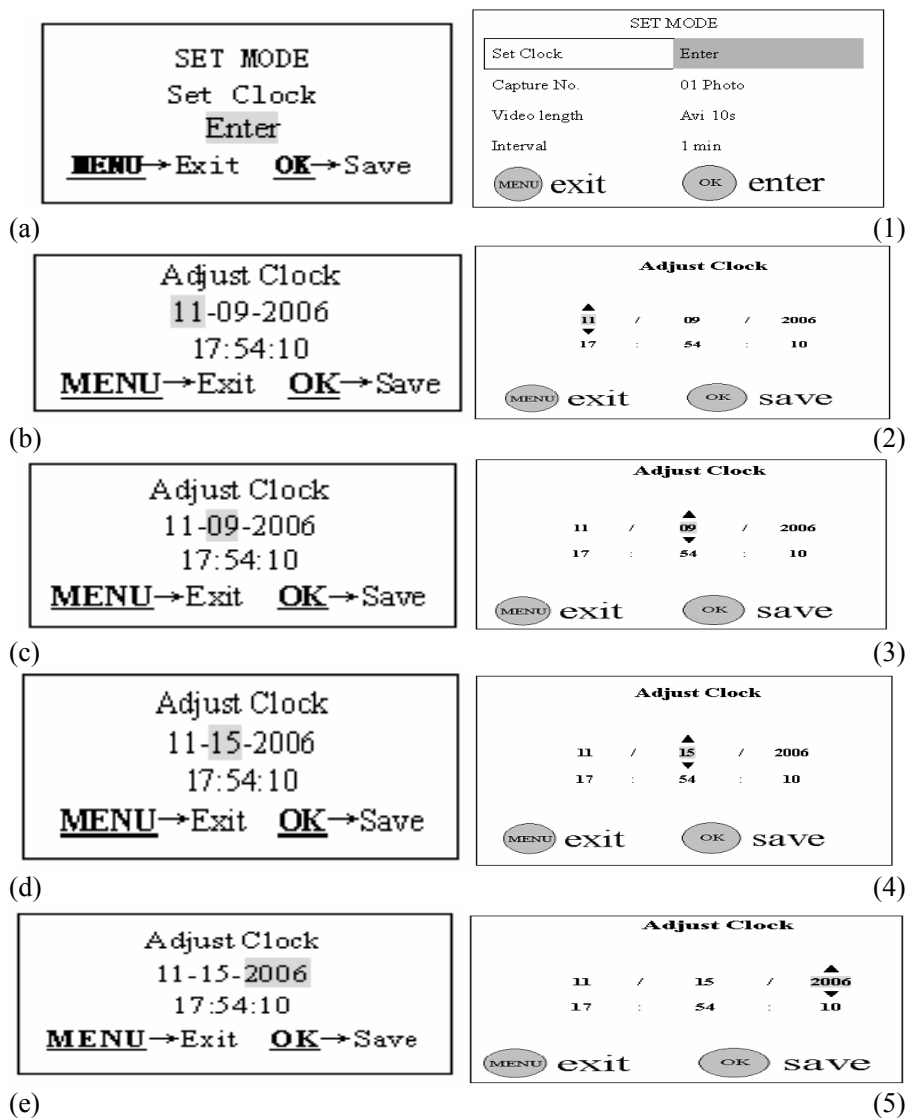 SET MODE
Set Clock
Enter
MENU→Exit OK→Save
(a)
SET MODE
Set Clock Enter
Capture No. 01 Photo
Video length Avi 10s
Interval 1 min
MENU exit OK enter
(1)
Adjust Clock
11-09-2006
17:54:10
MENU→Exit OK→Save
(b)
Adjust Clock
11 / 09 / 2006
17 : 54 : 10
MENU exit OK save
(2)
Adjust Clock
11-09-2006
17:54:10
MENU→Exit OK→Save
(c)
Adjust Clock
11 / 09 / 2006
17 : 54 : 10
MENU exit OK save
(3)
Adjust Clock
11-15-2006
17:54:10
MENU→Exit OK→Save
(d)
Adjust Clock
11 / 15 / 2006
17 : 54 : 10
MENU exit OK save
(4)
Adjust Clock
11-15-2006
17:54:10
MENU→Exit OK→Save
(e)
Adjust Clock
11 / 15 / 2006
17 : 54 : 10
MENU exit OK save
(5)